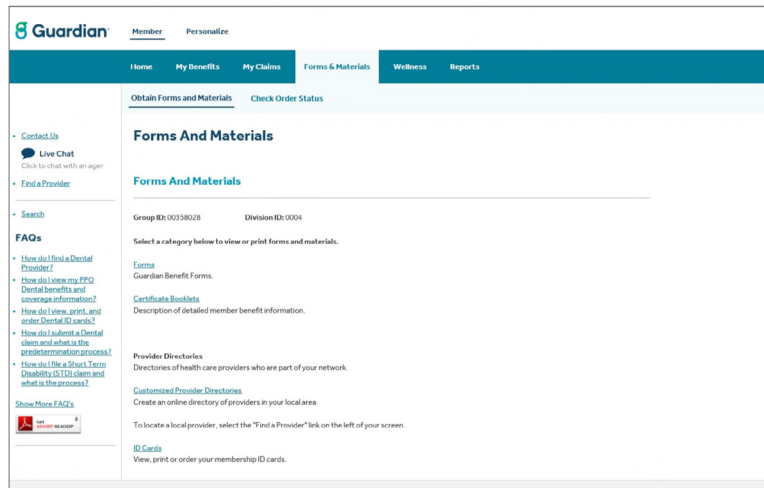 Guardian
Member Personalize
Home My Benefits My Claims Forms & Materials Wellness Reports
Obtain Forms and Materials Check Order Status
Contact Us
Live Chat
Click to chat with an ager
Find a Provider
Search
FAQs
How do I find a Dental
Provider?
How do I view my PPO
Dental benefits and
coverage information?
How do I view, print, and
order Dental ID cards?
How do I submit a Dental
claim and what is the
predetermination process?
How do I file a Short Term
Disability (STD) claim and
what is the process?
Show More FAQ's
Get
ADOBE® READER®
Forms And Materials
Forms And Materials
Group ID: 00358028 Division ID: 0004
Select a category below to view or print forms and materials.
Forms
Guardian Benefit Forms.
Certificate Booklets
Description of detailed member benefit information.
Provider Directories
Directories of health care providers who are part of your network.
Customized Provider Directories
Create an online directory of providers in your local area
To locate a local provider, select the "Find a Provider" link on the left of your screen.
ID Cards
View, print or order your membership ID cards.